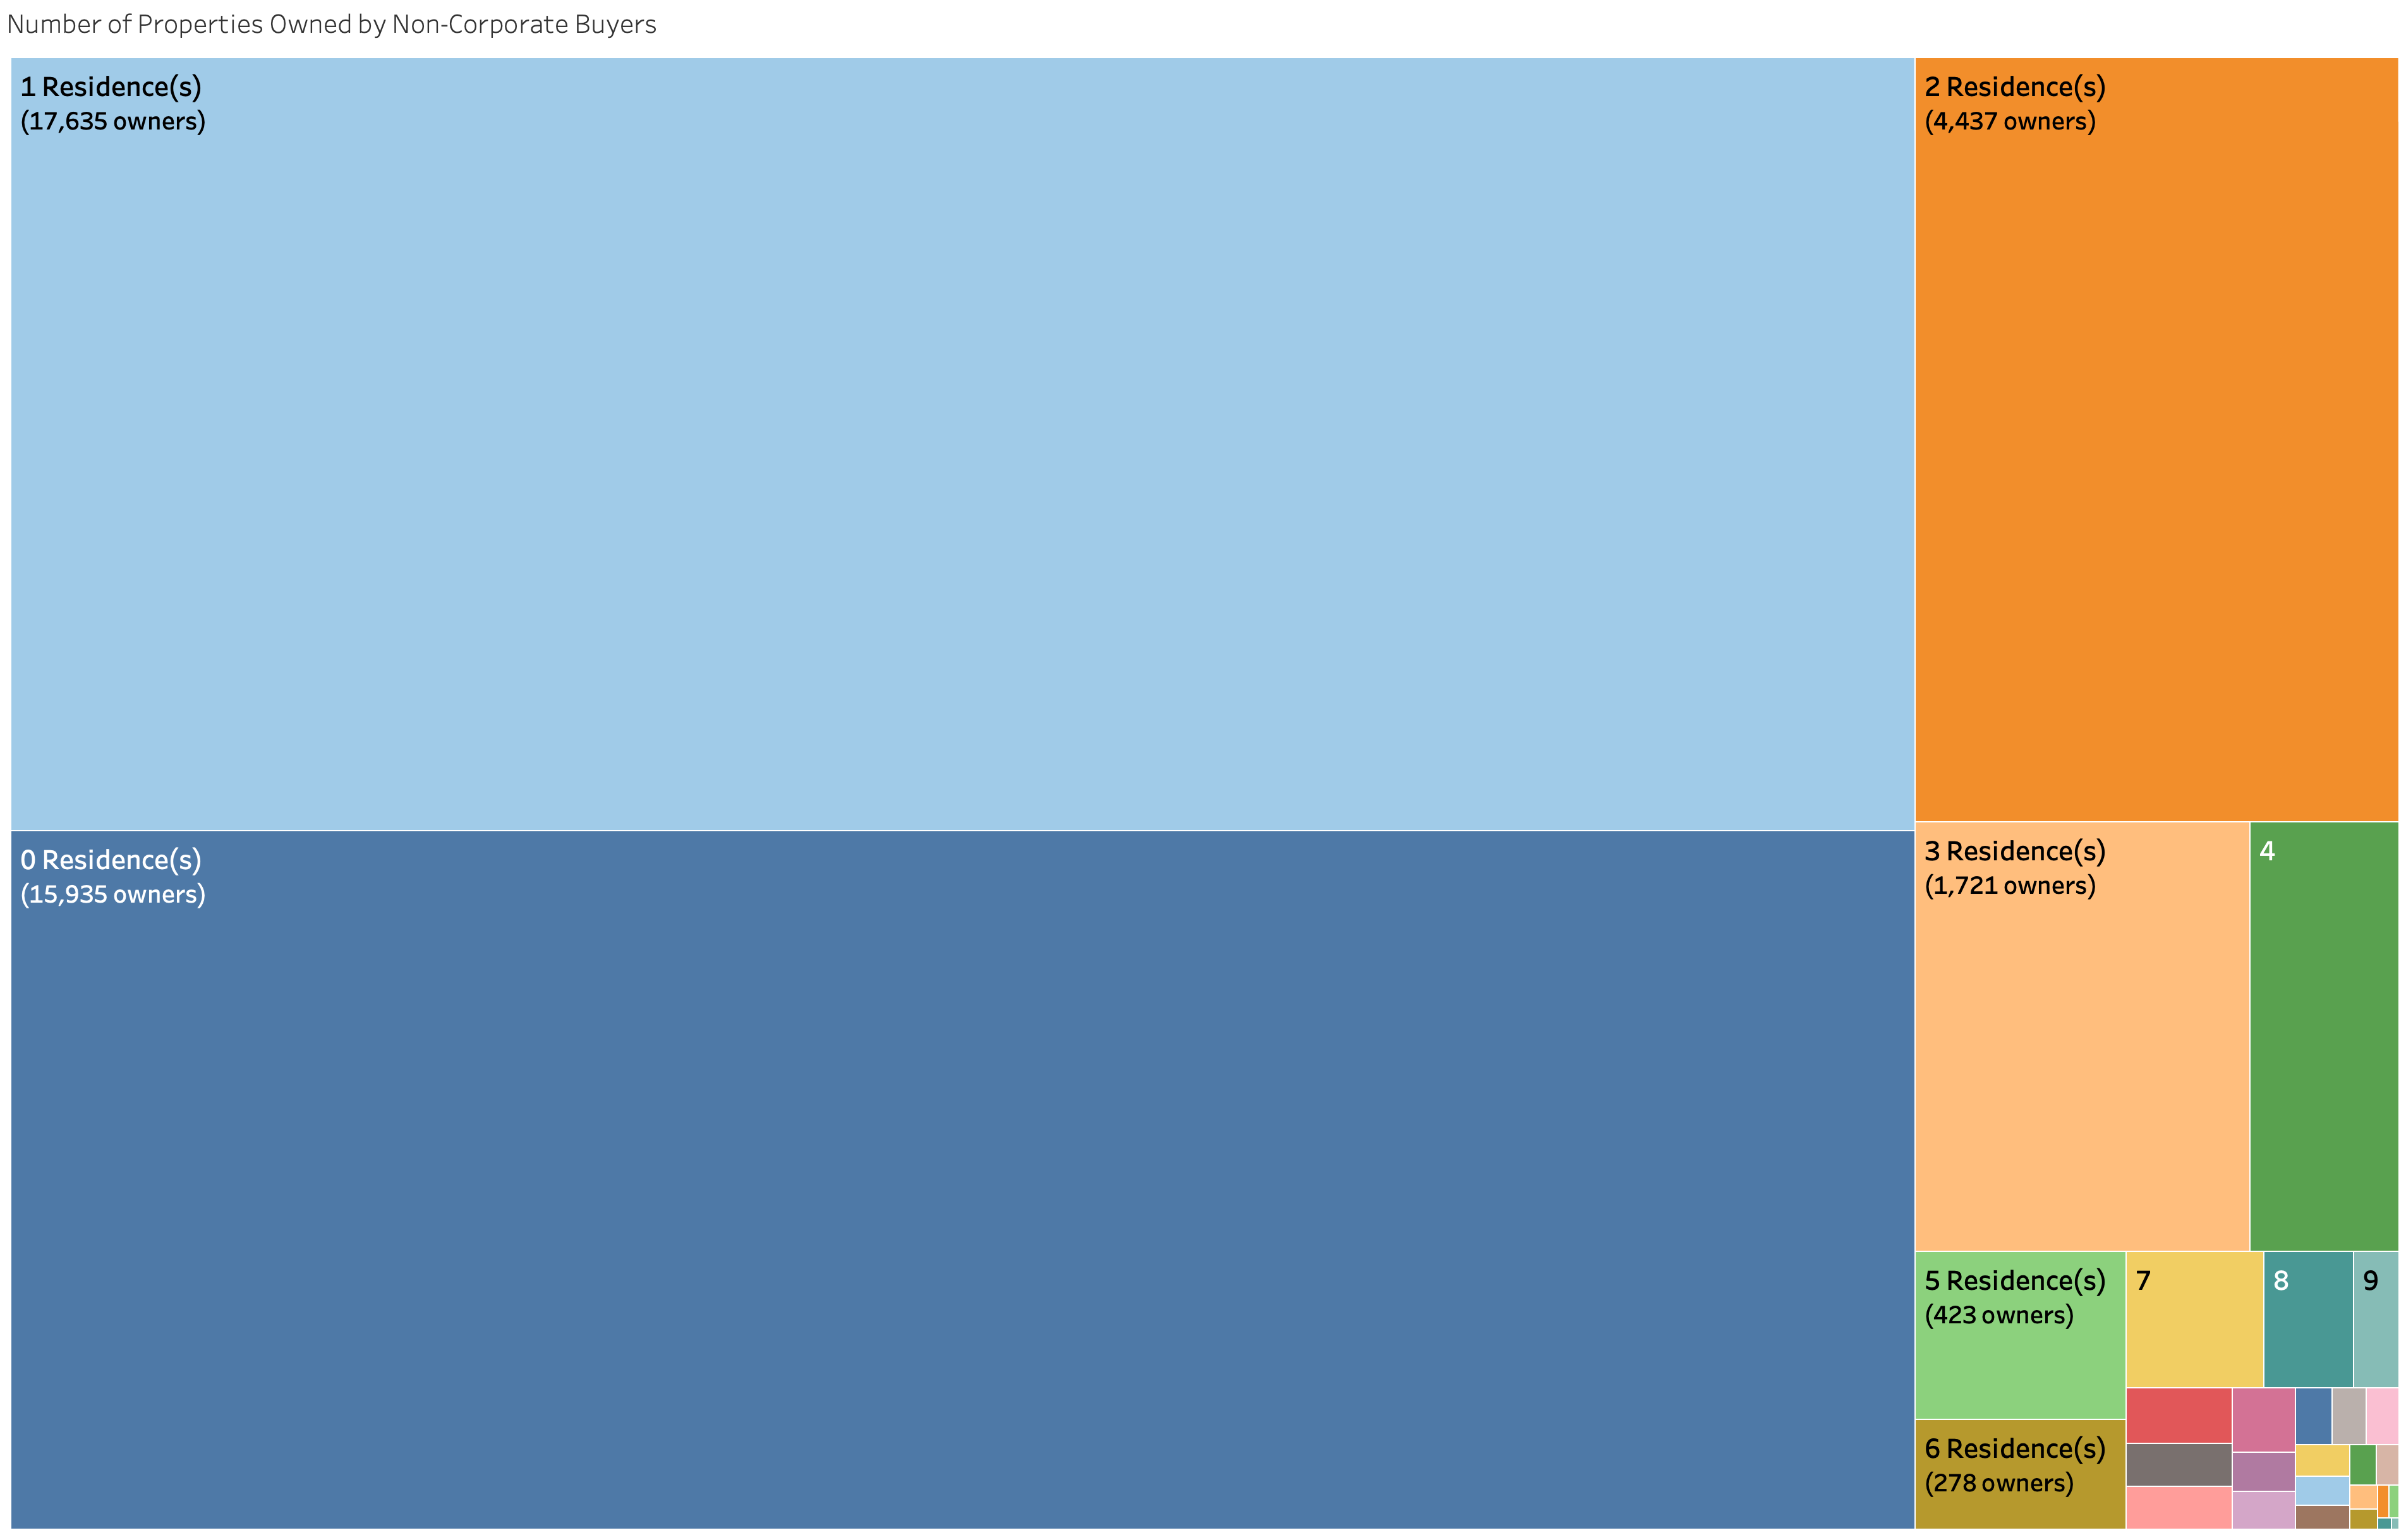 Number of Properties Owned by Non-Corporate Buyers
1 Residence(s)
(17,635 owners)
2 Residence(s)
(4,437 owners)
0 Residence(s)
(15,935 owners)
3 Residence(s)
(1,721 owners)
4
5 Residence(s)
(423 owners)
7
8
9
6 Residence(s)
(278 owners)